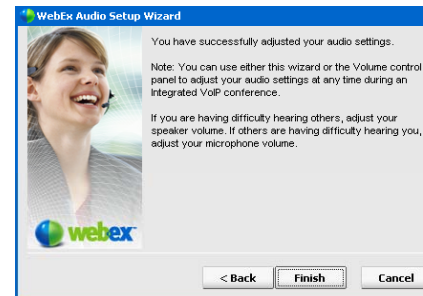 WebEx Audio Setup Wizard
You have successfully adjusted your audio settings.
Note: You can use either this wizard or the Volume control
panel to adjust your audio settings at any time during an
Integrated VoIP conference.
If you are having difficulty hearing others, adjust your
speaker volume. If others are having difficulty hearing you,
adjust your microphone volume.
webex
< Back Finish Cancel